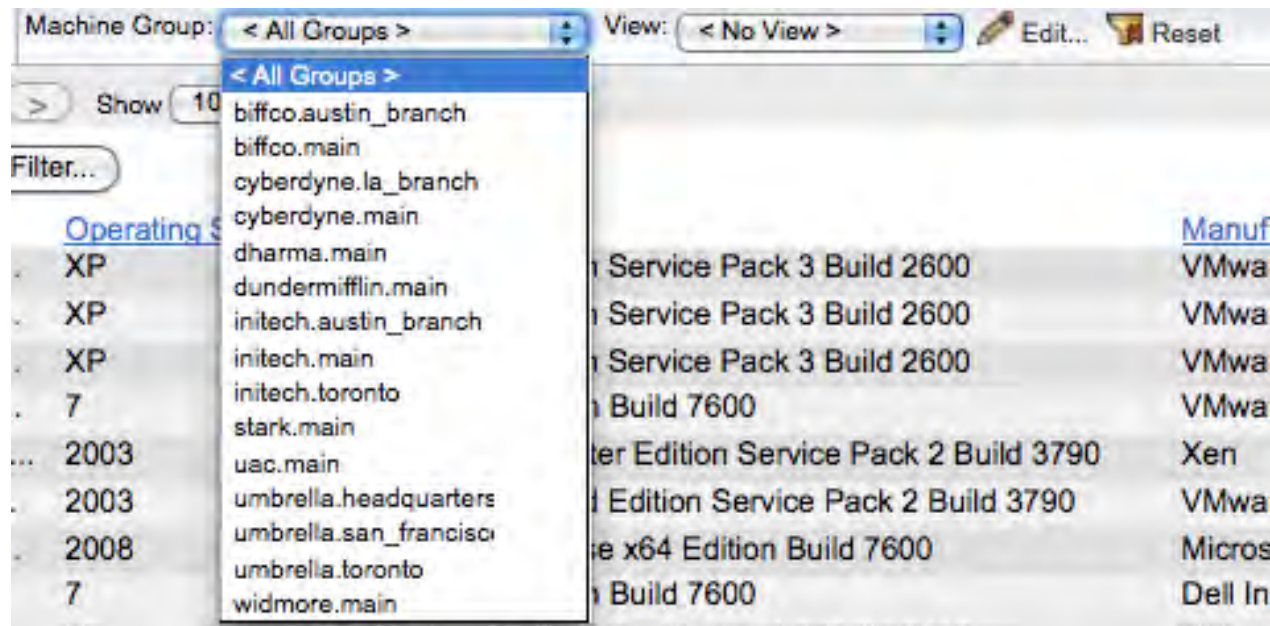 Machine Group: < All Groups > View: < No View > Edit... Reset
< All Groups >
> Show 10
biffco.austin_branch
biffco.main
Filter...
cyberdyne.la_branch
cyberdyne.main
Operating S Manuf
dharma.main
XP n Service Pack 3 Build 2600 VMwa
dundermifflin.main
XP n Service Pack 3 Build 2600 VMwa
initech.austin_branch
initech.main
XP n Service Pack 3 Build 2600 VMwa
initech.toronto
7 n Build 7600 VMwa
stark.main
uac.main
2003 ter Edition Service Pack 2 Build 3790 Xen
umbrella.headquarters
2003 d Edition Service Pack 2 Build 3790 VMwa
umbrella.san_francisc
2008 se x64 Edition Build 7600 Micros
umbrella.toronto
7 n Build 7600 Dell In
widmore.main